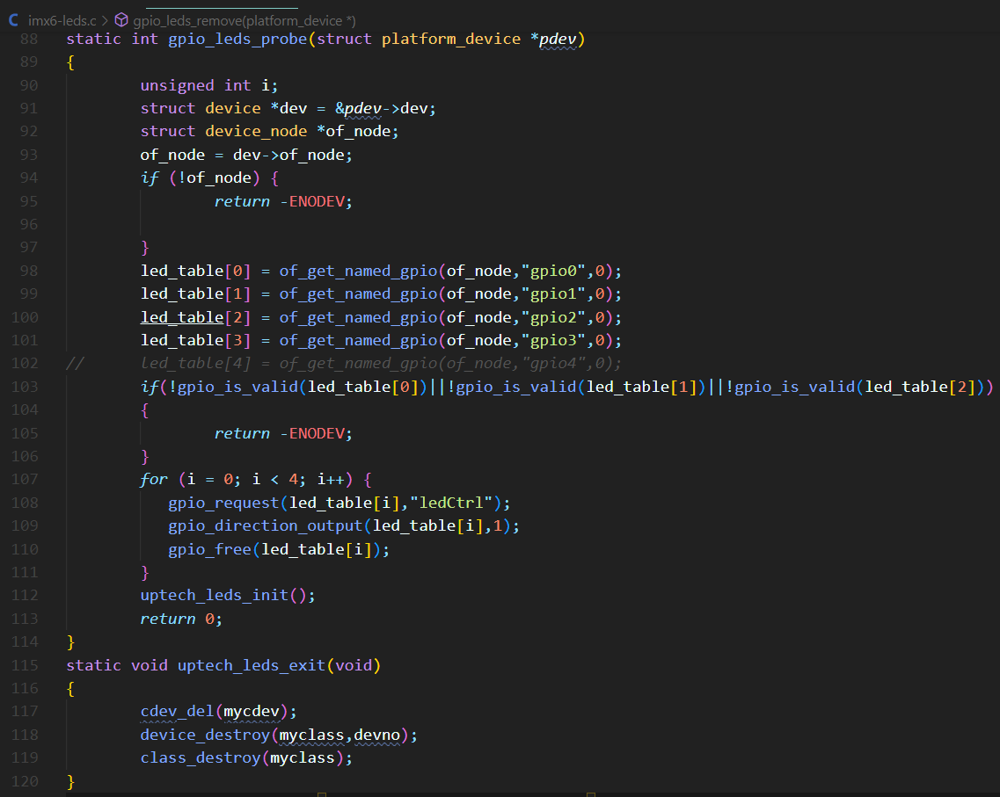 C imx6-leds.c > gpio_leds_remove(platform_device *)
88 static int gpio_leds_probe(struct platform_device *pdev)
89 {
90         unsigned int i;
91         struct device *dev = &pdev->dev;
92         struct device_node *of_node;
93         of_node = dev->of_node;
94         if (!of_node) {
95                 return -ENODEV;
96
97         }
98         led_table[0] = of_get_named_gpio(of_node,"gpio0",0);
99         led_table[1] = of_get_named_gpio(of_node,"gpio1",0);
100         led_table[2] = of_get_named_gpio(of_node,"gpio2",0);
101         led_table[3] = of_get_named_gpio(of_node,"gpio3",0);
102 //      led_table[4] = of_get_named_gpio(of_node,"gpio4",0);
103         if(!gpio_is_valid(led_table[0])||!gpio_is_valid(led_table[1])||!gpio_is_valid(led_table[2]))
104         {
105                 return -ENODEV;
106         }
107         for (i = 0; i < 4; i++) {
108            gpio_request(led_table[i],"ledCtrl");
109            gpio_direction_output(led_table[i],1);
110            gpio_free(led_table[i]);
111         }
112         uptech_leds_init();
113         return 0;
114 }
115 static void uptech_leds_exit(void)
116 {
117         cdev_del(mycdev);
118         device_destroy(myclass,devno);
119         class_destroy(myclass);
120 }